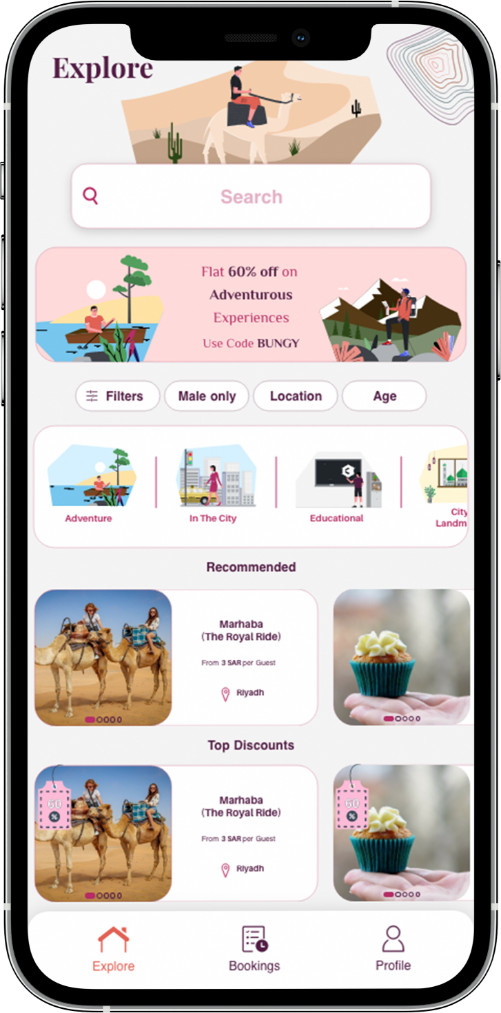 Explore
Search
Flat 60% off on
Adventurous
Experiences
Use Code BUNGY
Filters
Male only
Location
Age
Adventure
In The City
Educational
City
Landm
Recommended
Marhaba
(The Royal Ride)
From 3 SAR per Guest
Riyadh
Top Discounts
60
%
Marhaba
(The Royal Ride)
From 3 SAR per Guest
Riyadh
60
%
Explore
Bookings
Profile